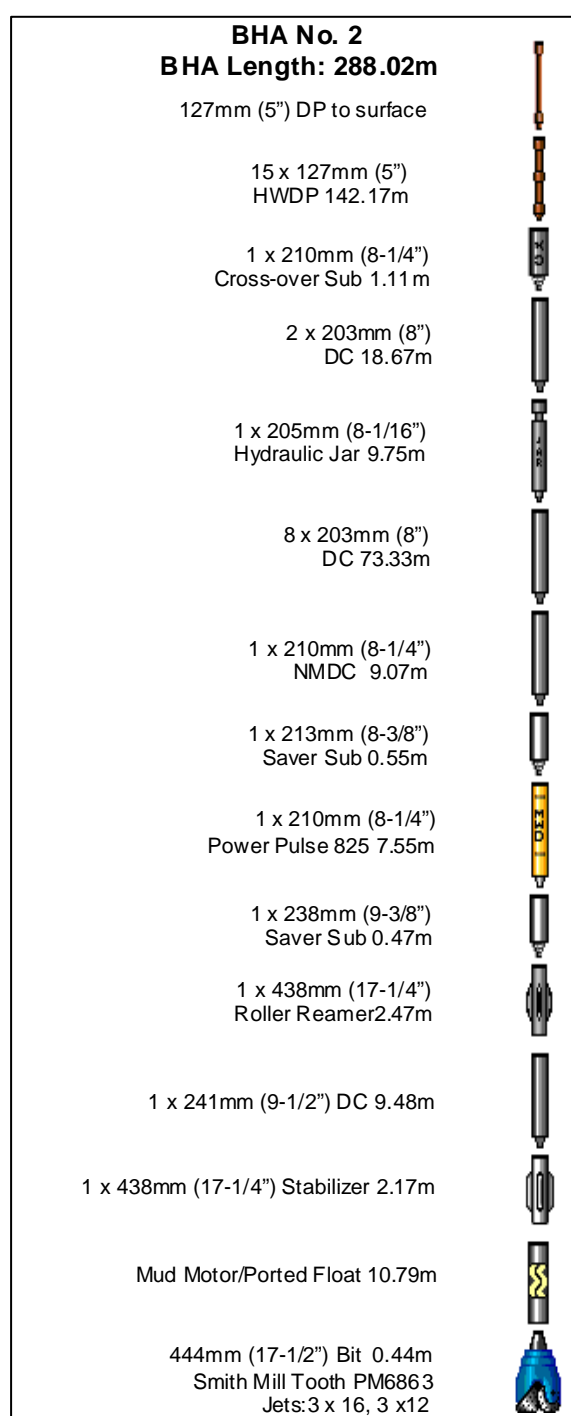 BHA No. 2
BHA Length: 288.02m
127mm (5”) DP to surface
15 x 127mm (5”)
HWDP 142.17m
1 x 210mm (8-1/4”)
Cross-over Sub 1.11m
XO
2 x 203mm (8”)
DC 18.67m
1 x 205mm (8-1/16”)
Hydraulic Jar 9.75m
JAR
8 x 203mm (8”)
DC 73.33m
1 x 210mm (8-1/4”)
NMDC 9.07m
1 x 213mm (8-3/8”)
Saver Sub 0.55m
1 x 210mm (8-1/4”)
Power Pulse 825 7.55m
MWD
1 x 238mm (9-3/8”)
Saver Sub 0.47m
1 x 438mm (17-1/4”)
Roller Reamer2.47m
1 x 241mm (9-1/2”) DC 9.48m
1 x 438mm (17-1/4”) Stabilizer 2.17m
Mud Motor/Ported Float 10.79m
444mm (17-1/2”) Bit 0.44m
Smith Mill Tooth PM6863
Jets:3 x 16, 3 x12